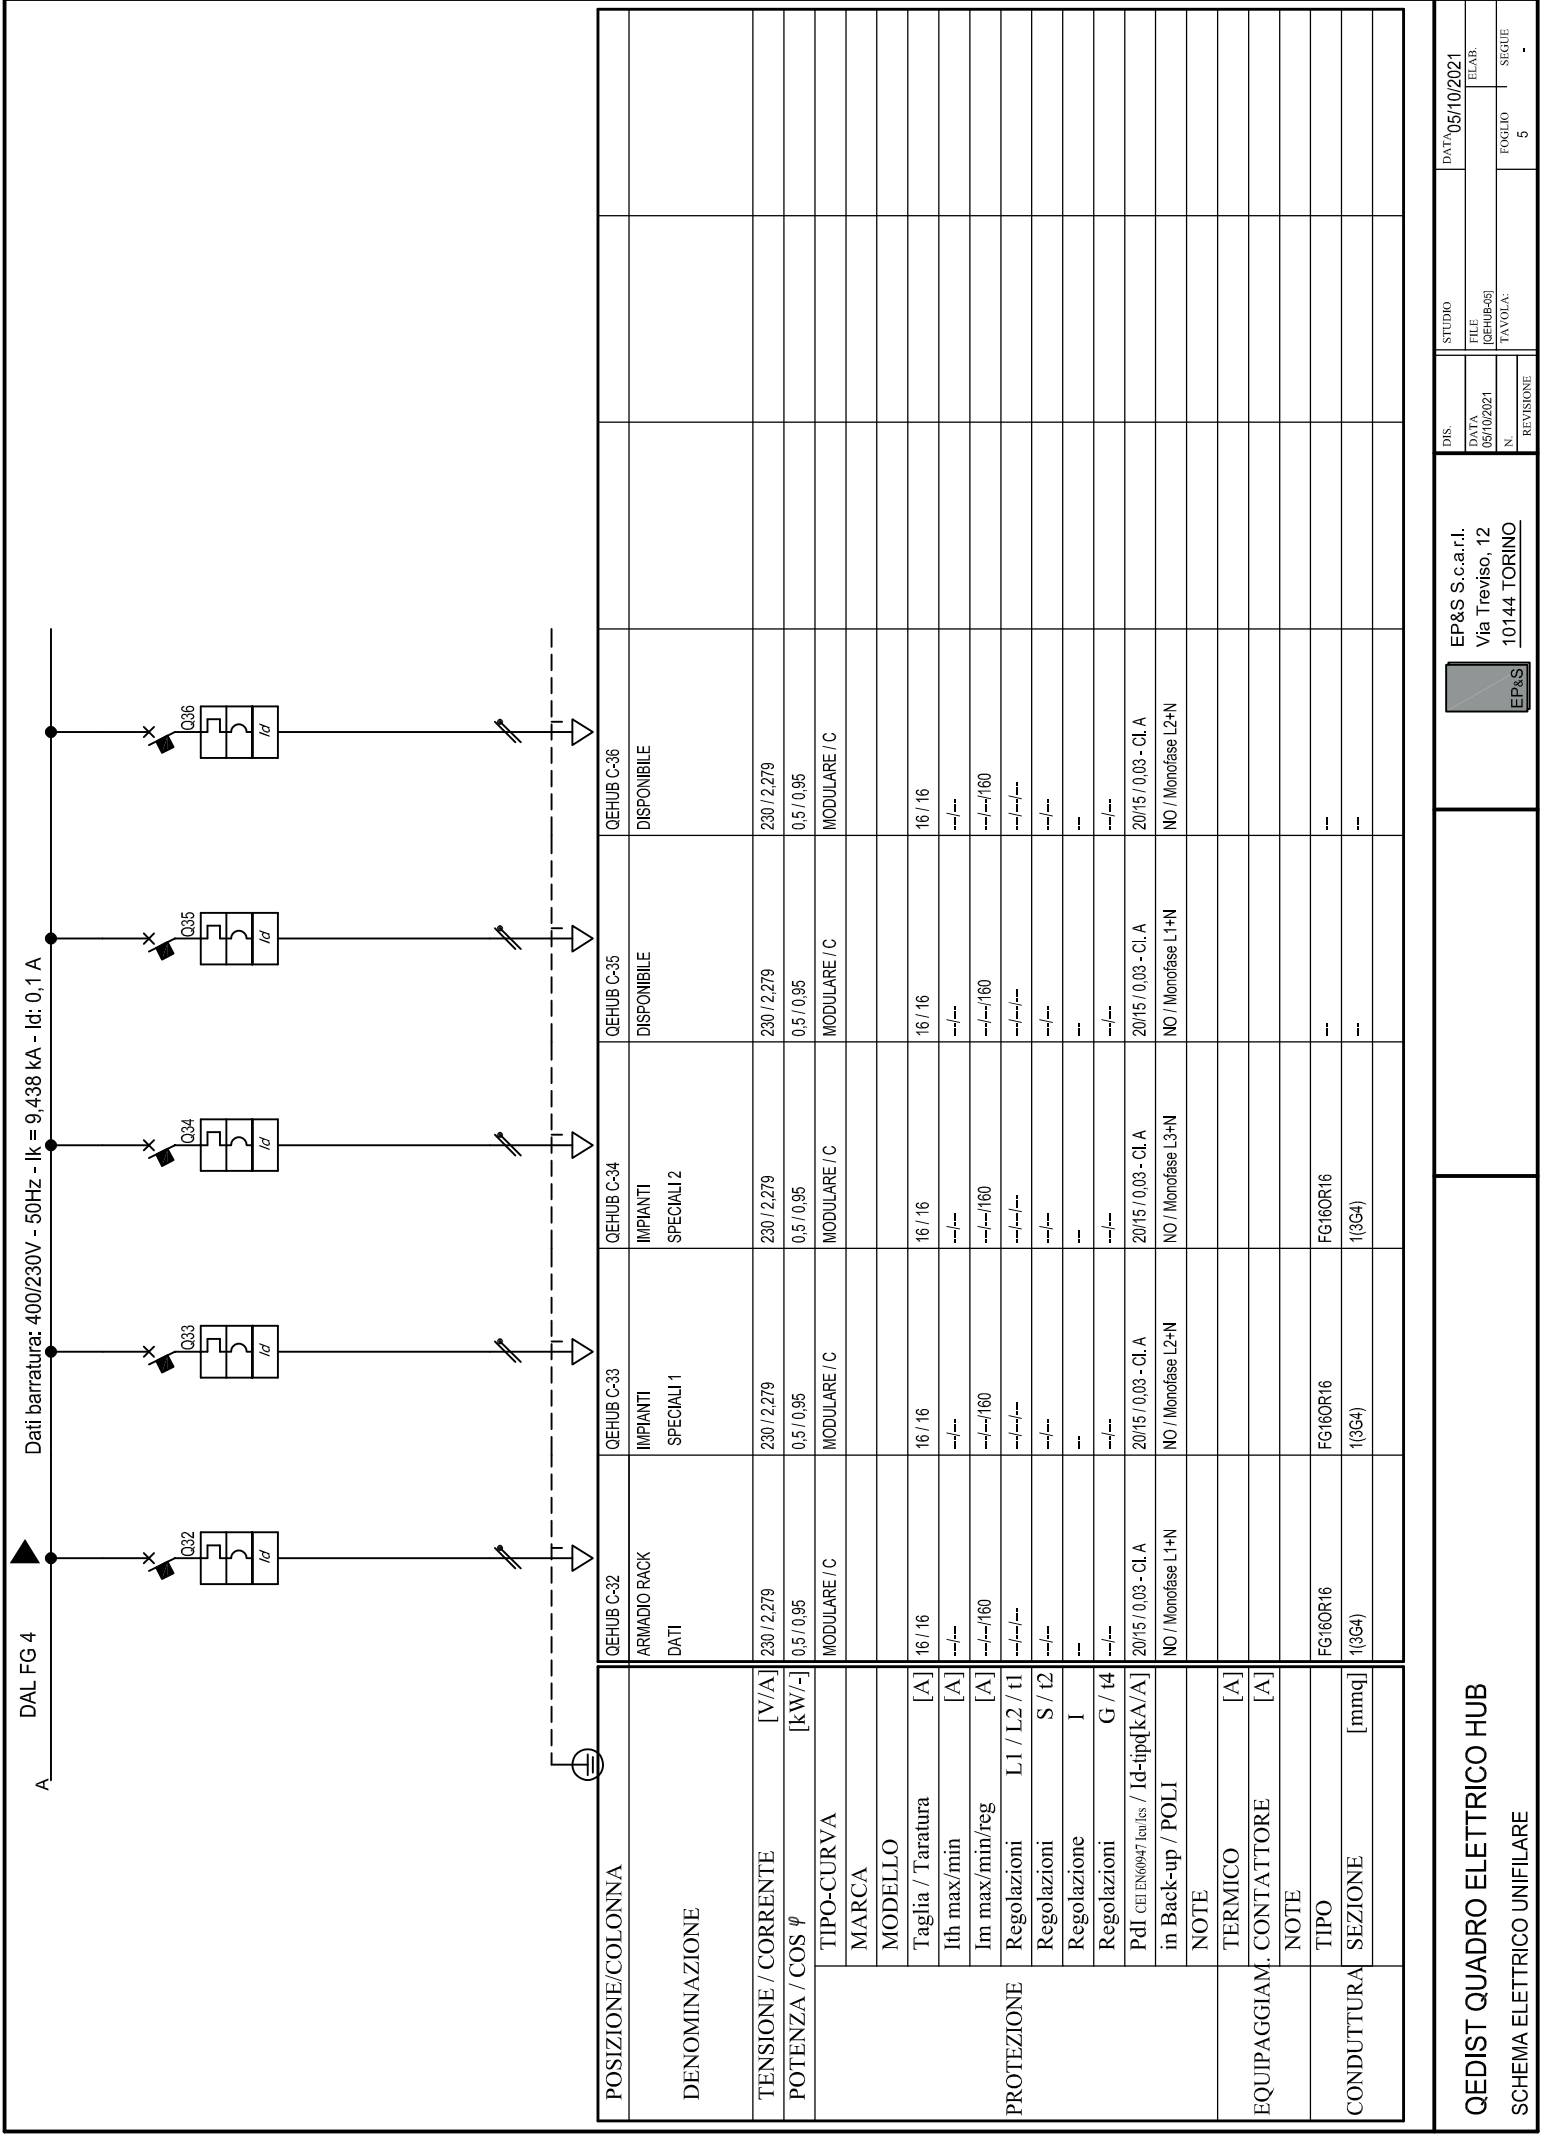 DAL FG 4
Dati barratura: 400/230V - 50Hz - Ik = 9,438 kA - Id: 0,1 A
A
Q32 Q33 Q34 Q35 Q36
Id Id Id Id Id
POSIZIONE/COLONNA QEHUB C-32 QEHUB C-33 QEHUB C-34 QEHUB C-35 QEHUB C-36
DENOMINAZIONE ARMADIO RACK IMPIANTI IMPIANTI DISPONIBILE DISPONIBILE
DATI SPECIALI 1 SPECIALI 2
TENSIONE / CORRENTE [V/A] 230 / 2,279 230 / 2,279 230 / 2,279 230 / 2,279 230 / 2,279
POTENZA / COS φ [kW/-] 0,5 / 0,95 0,5 / 0,95 0,5 / 0,95 0,5 / 0,95 0,5 / 0,95
PROTEZIONE
TIPO-CURVA MODULARE / C MODULARE / C MODULARE / C MODULARE / C MODULARE / C
MARCA
MODELLO
Taglia / Taratura [A] 16 / 16 16 / 16 16 / 16 16 / 16 16 / 16
Ith max/min [A] --/-- --/-- --/-- --/-- --/--
Im max/min/reg [A] --/--/160 --/--/160 --/--/160 --/--/160 --/--/160
Regolazioni L1 / L2 / t1 --/--/-- --/--/-- --/--/-- --/--/-- --/--/--
Regolazioni S / t2 --/-- --/-- --/-- --/-- --/--
Regolazione I -- -- -- -- --
Regolazioni G / t4 --/-- --/-- --/-- --/-- --/--
PdI CEI EN60947 Icu/Ics / Id-tipo[kA/A] 20/15 / 0,03 - Cl. A 20/15 / 0,03 - Cl. A 20/15 / 0,03 - Cl. A 20/15 / 0,03 - Cl. A 20/15 / 0,03 - Cl. A
in Back-up / POLI NO / Monofase L1+N NO / Monofase L2+N NO / Monofase L3+N NO / Monofase L1+N NO / Monofase L2+N
NOTE
EQUIPAGGIAM.
TERMICO [A]
CONTATTORE [A]
NOTE
CONDUTTURA
TIPO FG16OR16 FG16OR16 FG16OR16 -- --
SEZIONE [mmq] 1(3G4) 1(3G4) 1(3G4) -- --
QEDIST QUADRO ELETTRICO HUB
SCHEMA ELETTRICO UNIFILARE
EP&S
EP&S S.c.a.r.l.
Via Treviso, 12
10144 TORINO
DIS.
DATA
05/10/2021
N.
REVISIONE
STUDIO
FILE
[QEHUB-05]
TAVOLA:
DATA 05/10/2021
ELAB.
FOGLIO
5
SEGUE
-